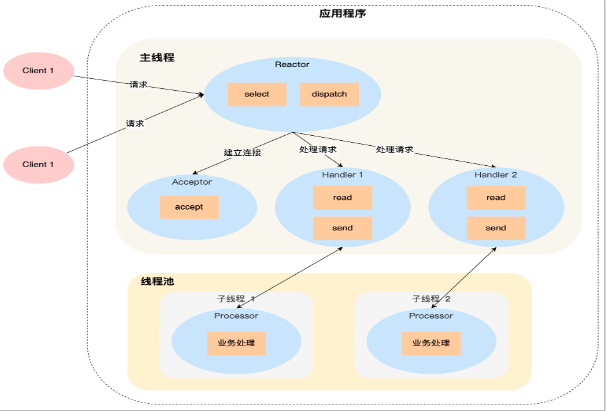 应用程序
主线程
Reactor
Client 1
select
dispatch
请求
请求
Client 1
建立连接
处理请求
处理请求
Acceptor
accept
Handler 1
read
send
Handler 2
read
send
线程池
子线程 1
Processor
业务处理
子线程 2
Processor
业务处理